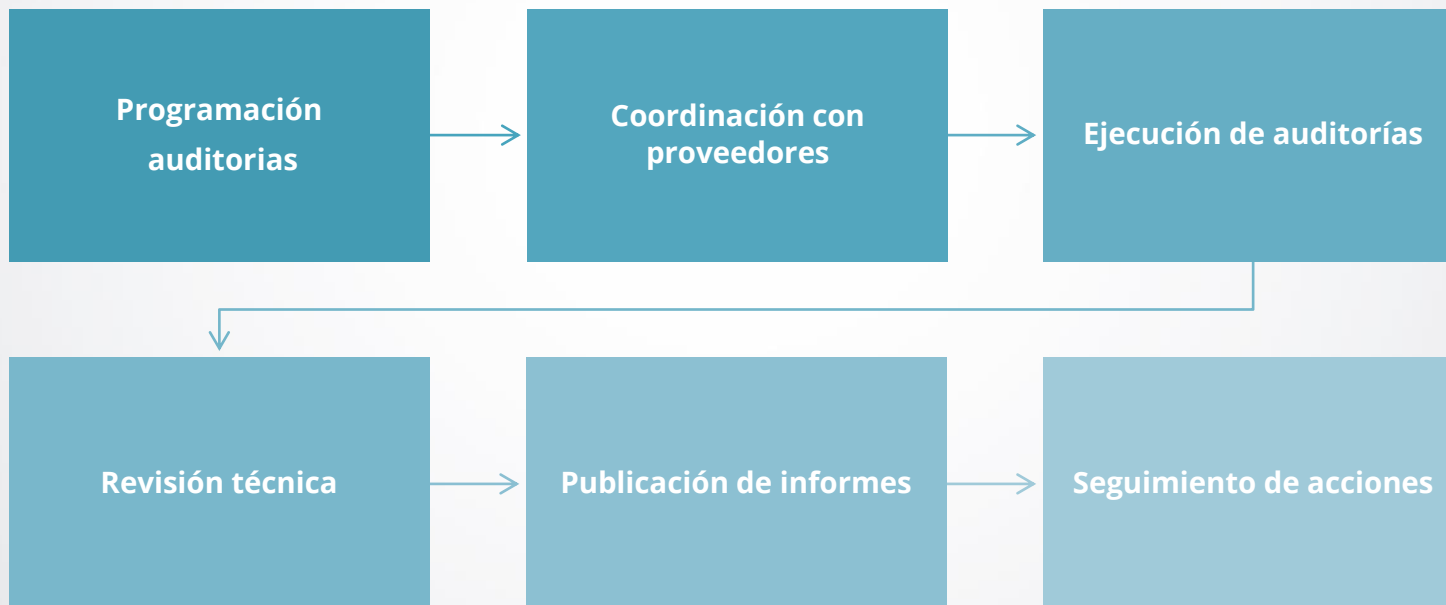 Programación
auditorias
Coordinación con
proveedores
Ejecución de auditorías
Revisión técnica
Publicación de informes
Seguimiento de acciones